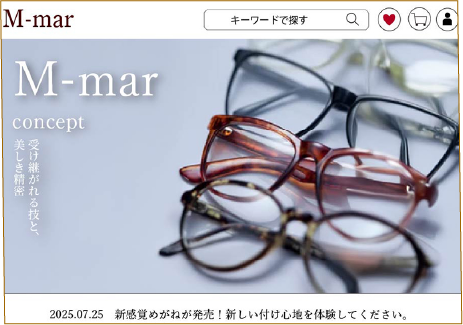 M-mar
キーワードで探す
M-mar
concept
受け継がれる技と、
美しき精密
2025.07.25 新感覚めがねが発売！新しい付け心地を体験してください。